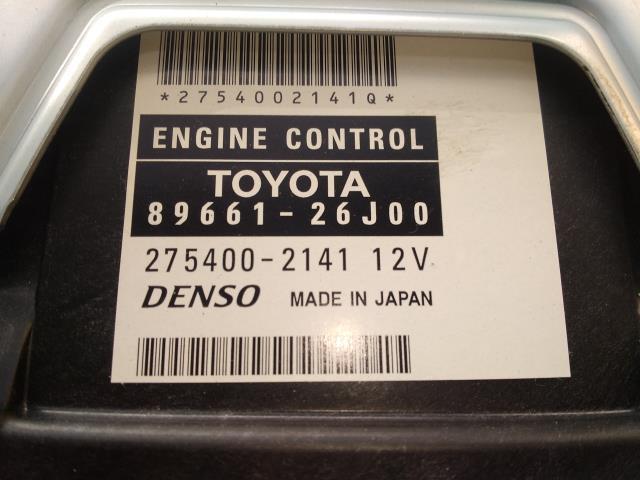 *2754002141Q*
ENGINE CONTROL
TOYOTA
89661-26J00
275400-2141 12V
DENSO MADE IN JAPAN